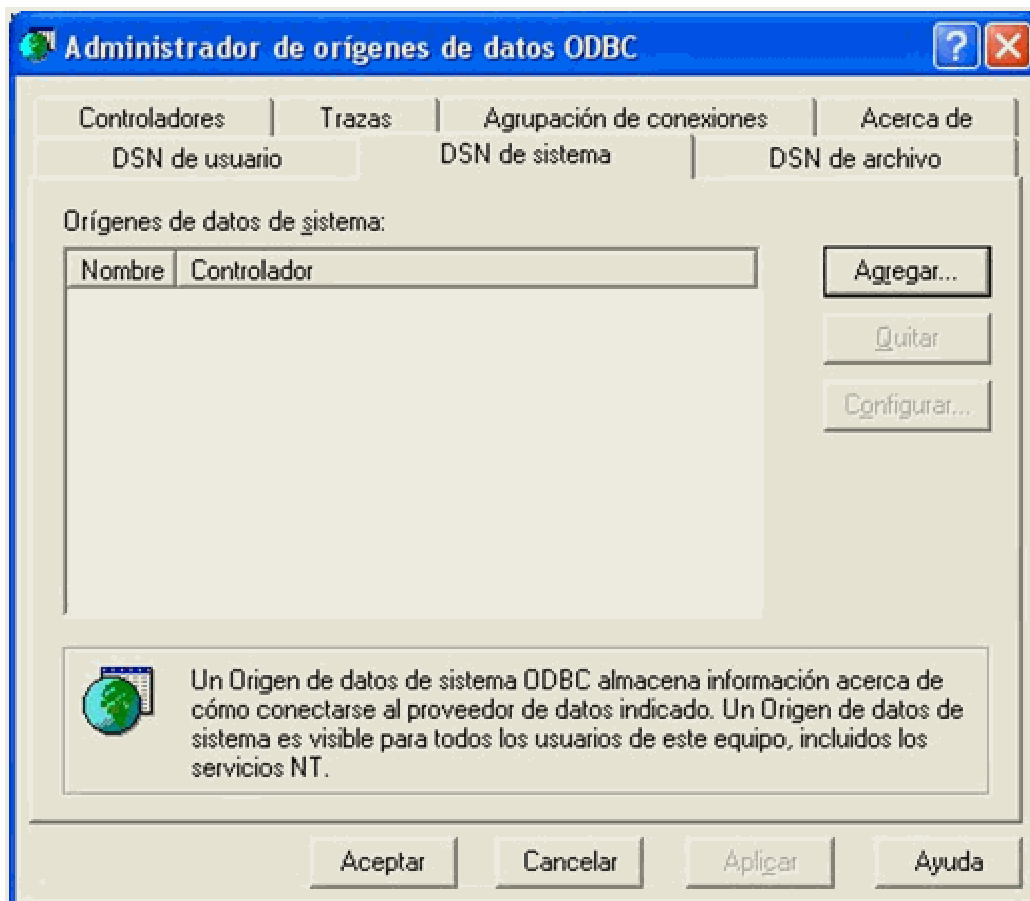 Administrador de orígenes de datos ODBC
Controladores Trazas Agrupación de conexiones Acerca de
DSN de usuario DSN de sistema DSN de archivo
Orígenes de datos de sistema:
Nombre Controlador
Agregar...
Quitar
Configurar...
Un Origen de datos de sistema ODBC almacena información acerca de
cómo conectarse al proveedor de datos indicado. Un Origen de datos de
sistema es visible para todos los usuarios de este equipo, incluidos los
servicios NT.
Aceptar Cancelar Aplicar Ayuda